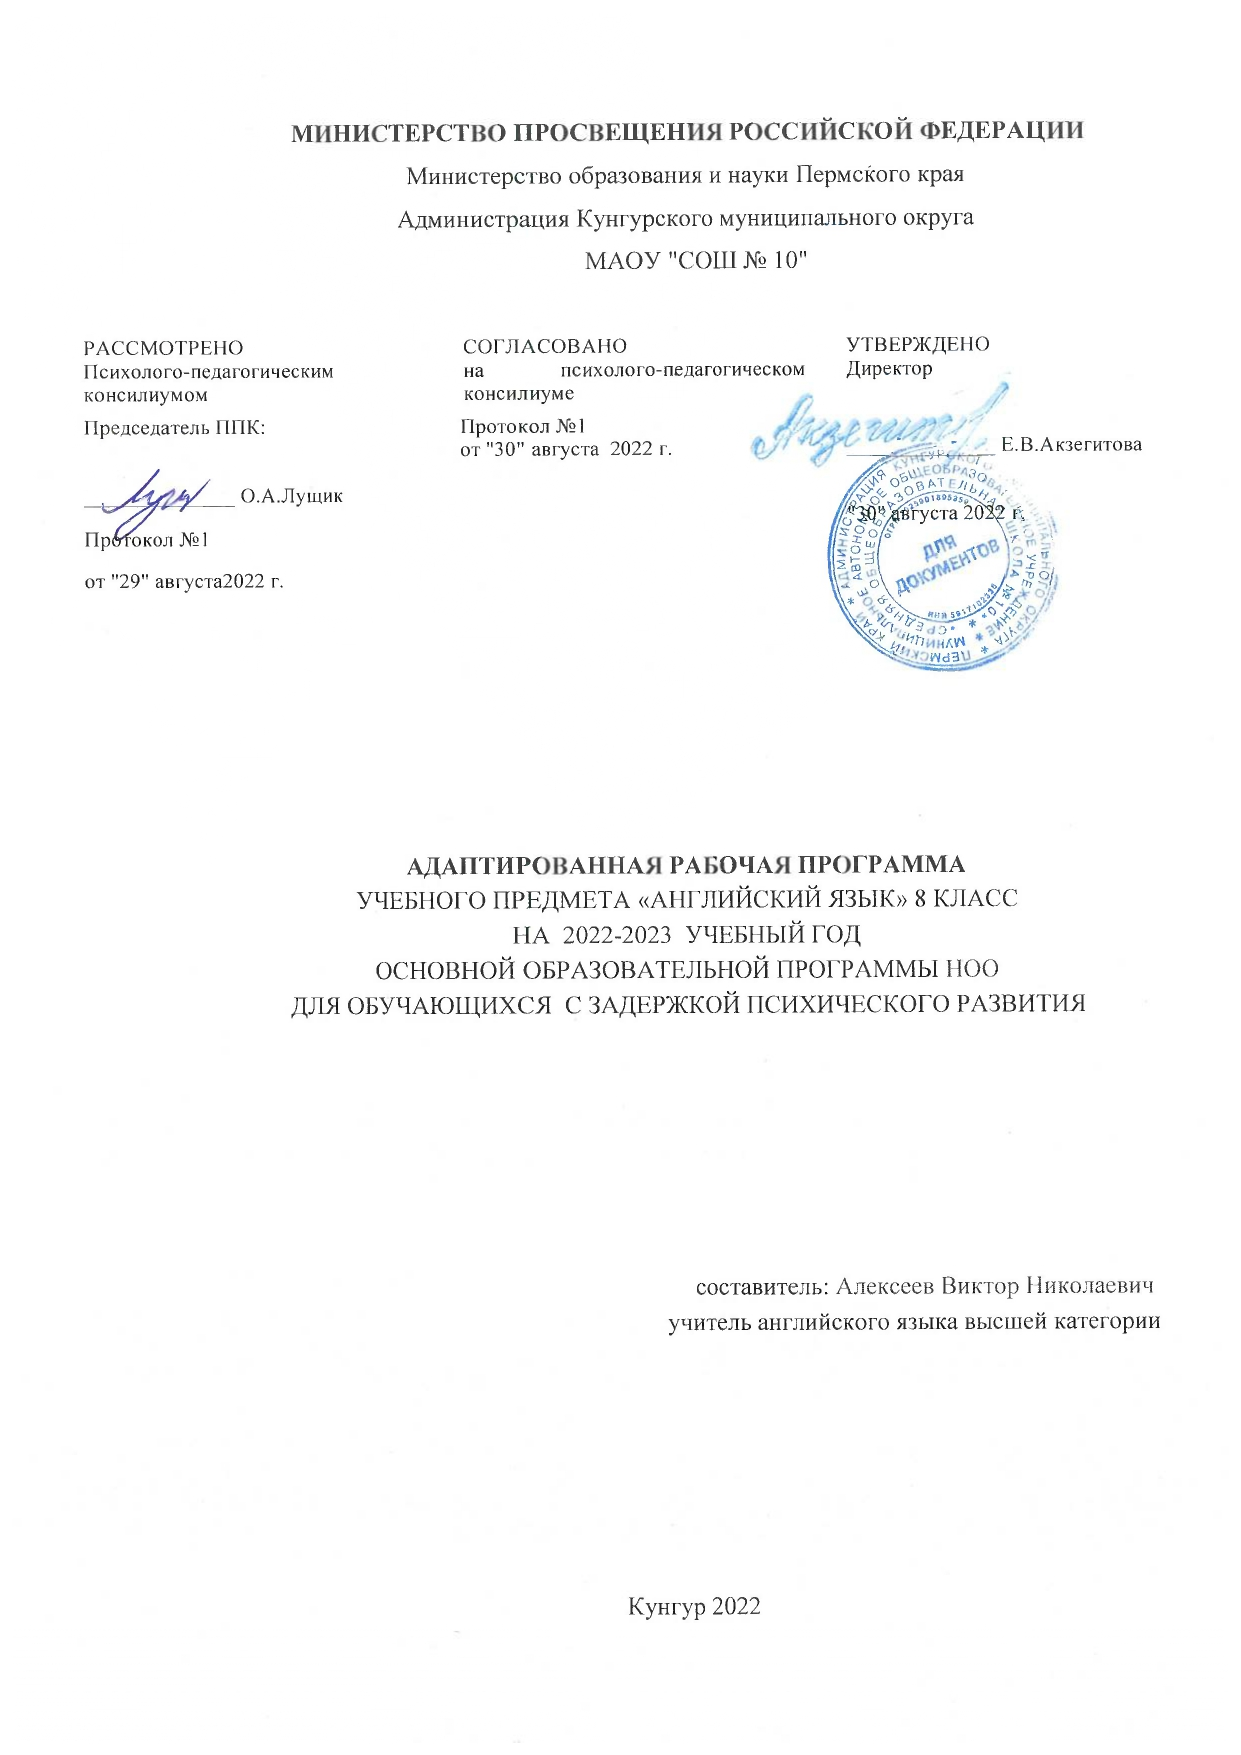 МИНИСТЕРСТВО ПРОСВЕЩЕНИЯ РОССИЙСКОЙ ФЕДЕРАЦИИ
Министерство образования и науки Пермского края
Администрация Кунгурского муниципального округа
МАОУ "СОШ № 10"
РАССМОТРЕНО
Психолого-педагогическим
консилиумом
Председатель ППК:
О.А.Лущик
Протокол №1
от "29" августа2022 г.
СОГЛАСОВАНО
на психолого-педагогическом
консилиуме
Протокол №1
от "30" августа 2022 г.
УТВЕРЖДЕНО
Директор
Акзегитов
Е.В.Акзегитова
"30" августа 2022 г.
ДЛЯ
ДОКУМЕНТОВ
АДАПТИРОВАННАЯ РАБОЧАЯ ПРОГРАММА
УЧЕБНОГО ПРЕДМЕТА «АНГЛИЙСКИЙ ЯЗЫК» 8 КЛАСС
НА 2022-2023 УЧЕБНЫЙ ГОД
ОСНОВНОЙ ОБРАЗОВАТЕЛЬНОЙ ПРОГРАММЫ НОО
ДЛЯ ОБУЧАЮЩИХСЯ С ЗАДЕРЖКОЙ ПСИХИЧЕСКОГО РАЗВИТИЯ
составитель: Алексеев Виктор Николаевич
учитель английского языка высшей категории
Кунгур 2022